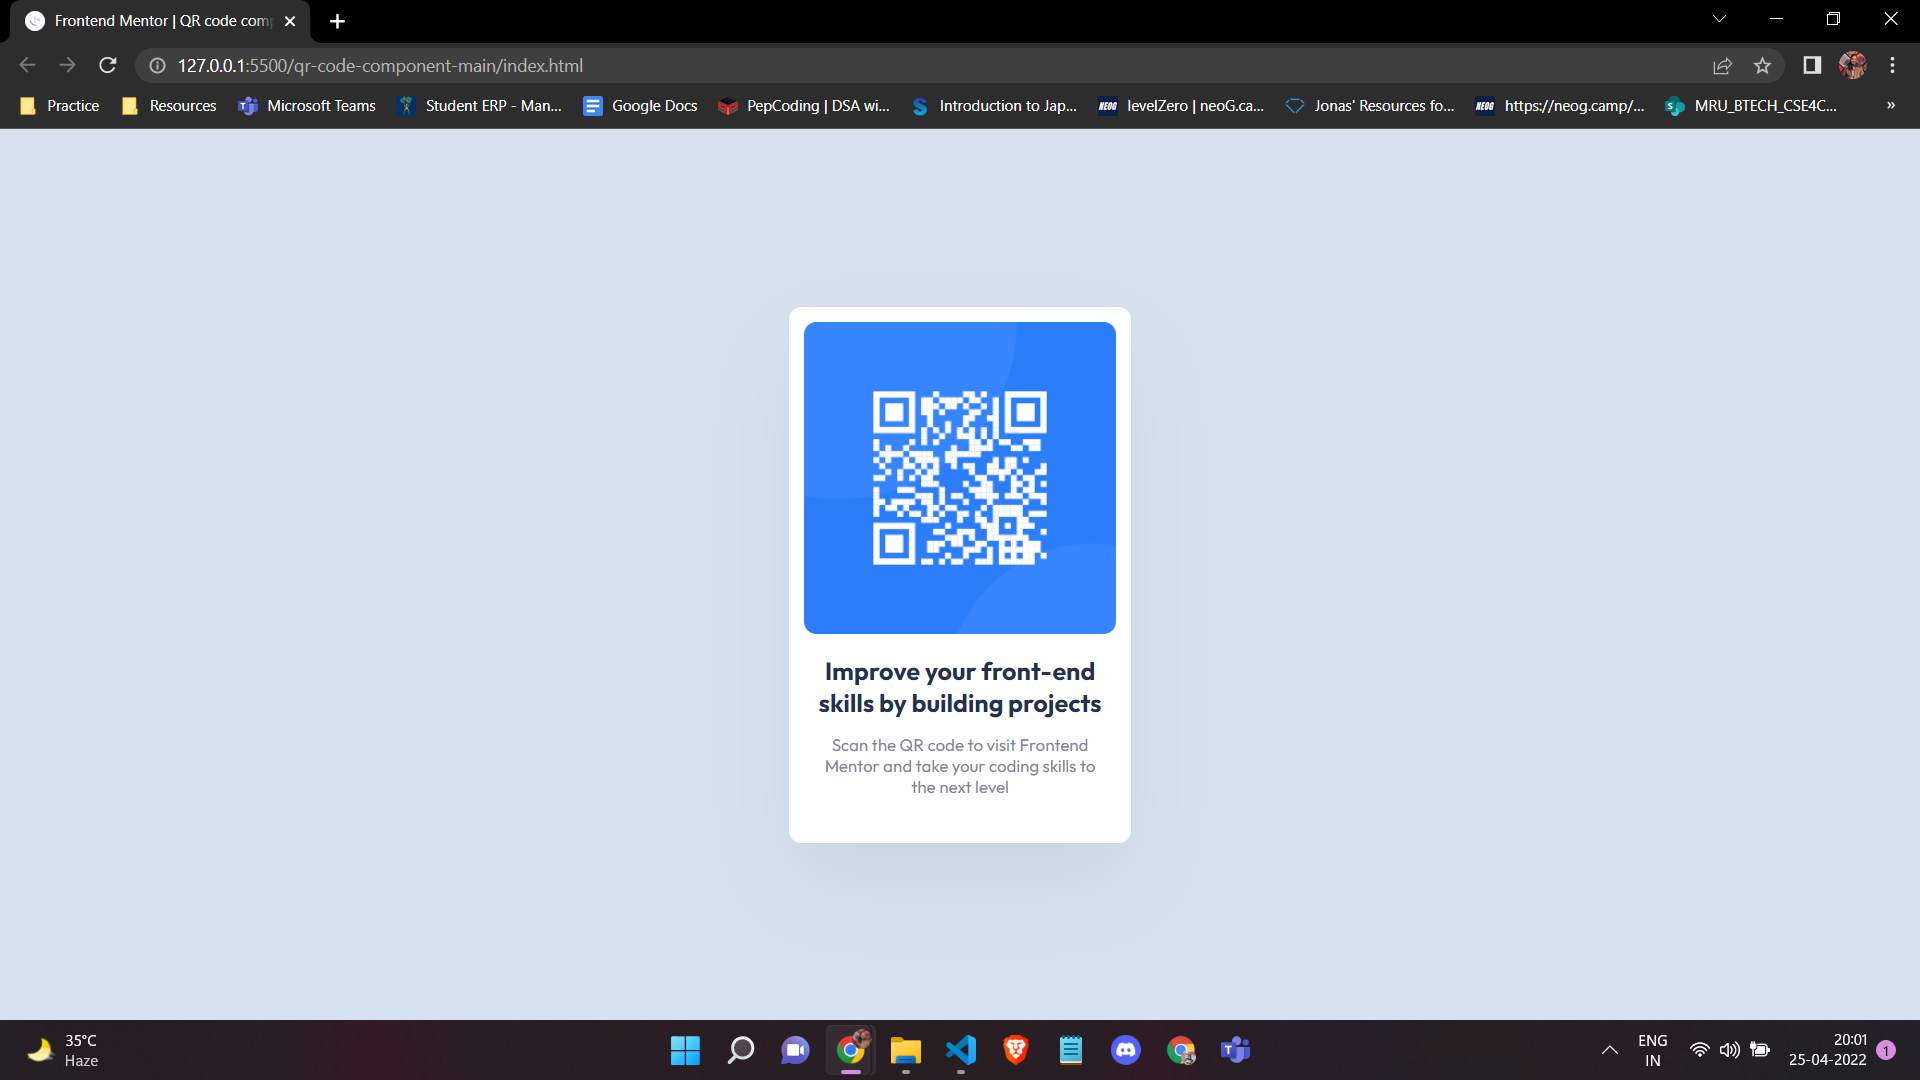 Frontend Mentor | QR code comp
127.0.0.1:5500/qr-code-component-main/index.html
Practice
Resources
Microsoft Teams
Student ERP - Man...
Google Docs
PepCoding | DSA wi...
Introduction to Jap...
NEOG
levelZero | neoG.ca...
Jonas' Resources fo...
NEOG
https://neog.camp/...
MRU_BTECH_CSE4C...
»
Improve your front-end
skills by building projects
Scan the QR code to visit Frontend
Mentor and take your coding skills to
the next level
35°C
Haze
ENG
IN
20:01
25-04-2022
1